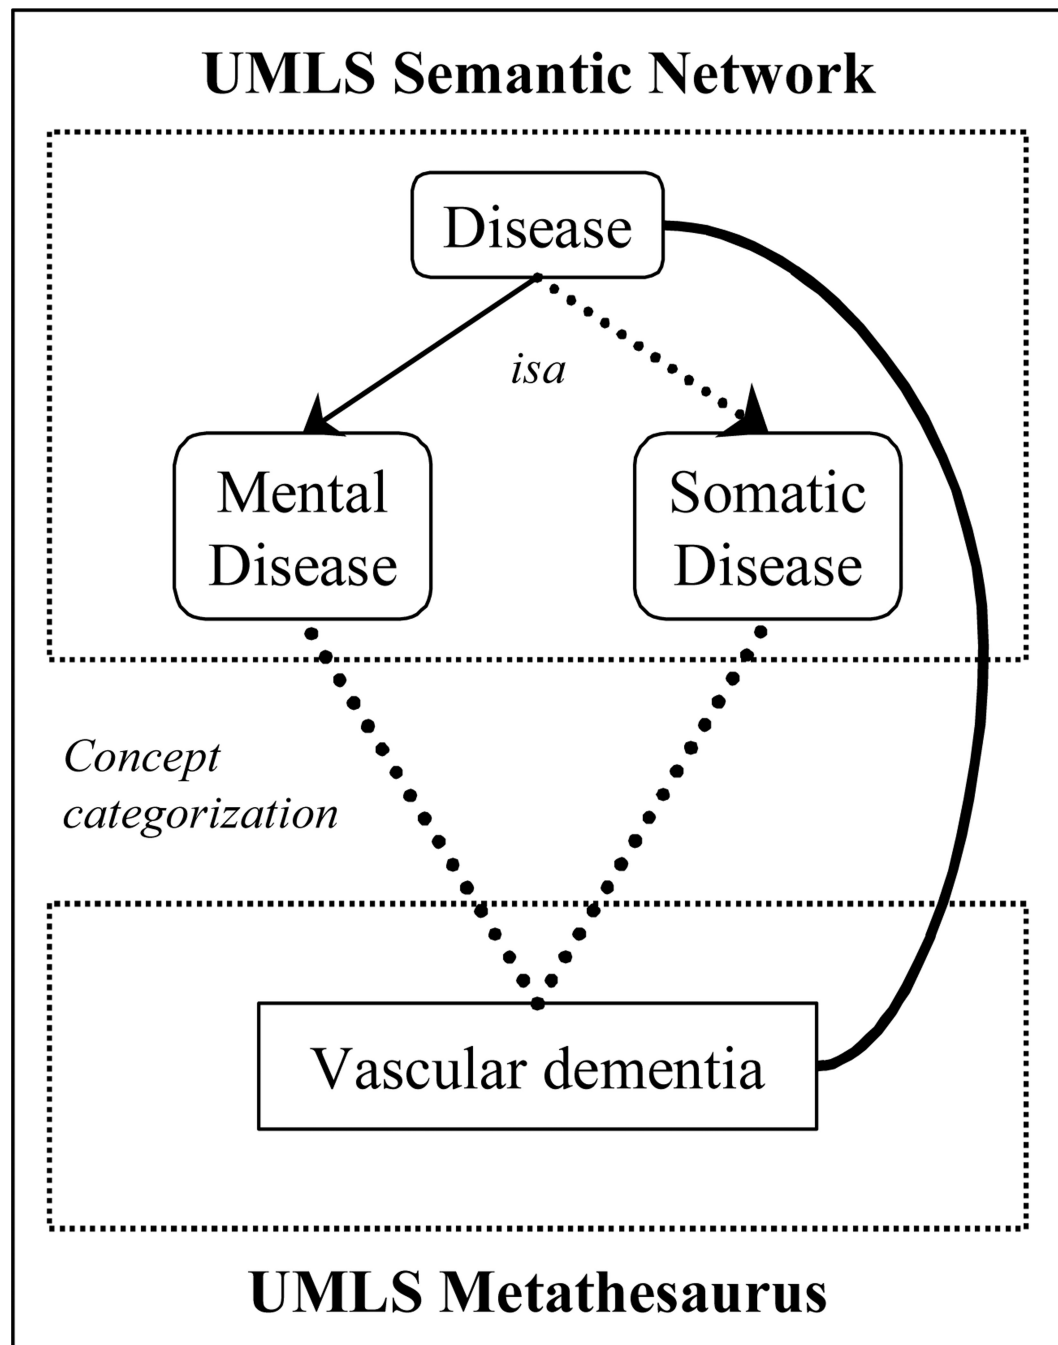 UMLS Semantic Network
Disease
isa
Mental
Disease
Somatic
Disease
Concept
categorization
Vascular dementia
UMLS Metathesaurus